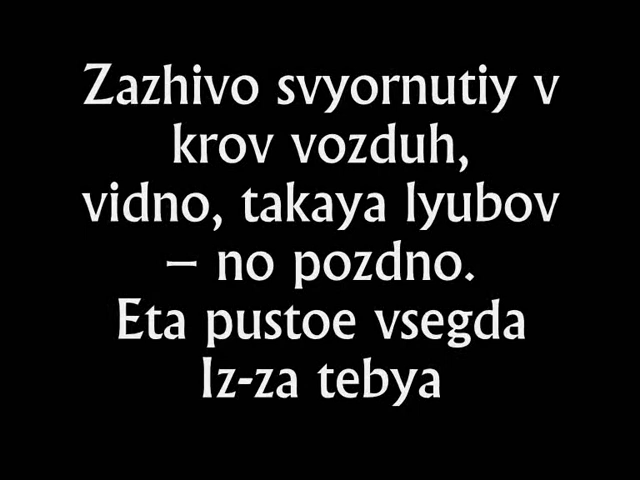 Zazhivo svyornutiy v
krov vozduh,
vidno, takaya lyubov
– no pozdno.
Eta pustoe vsegda
Iz-za tebya